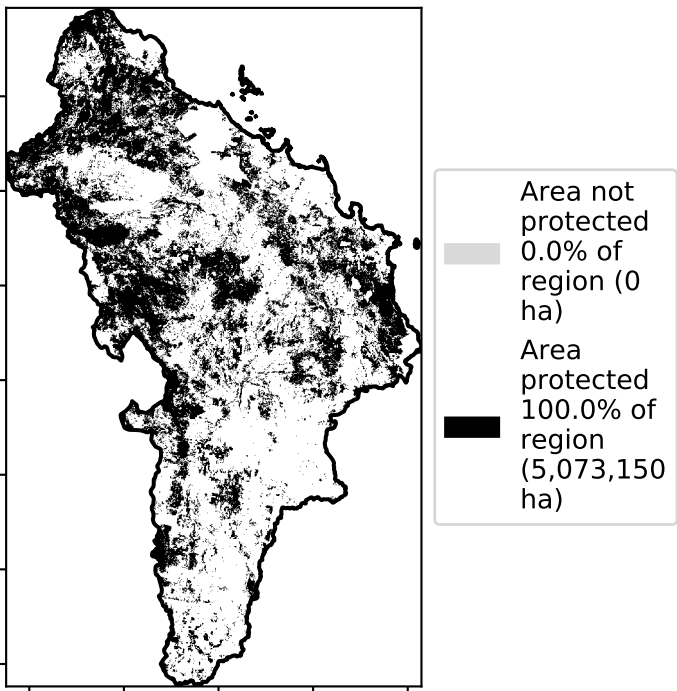 Area not
protected
0.0% of
region (0
ha)
Area
protected
100.0% of
region
(5,073,150
ha)